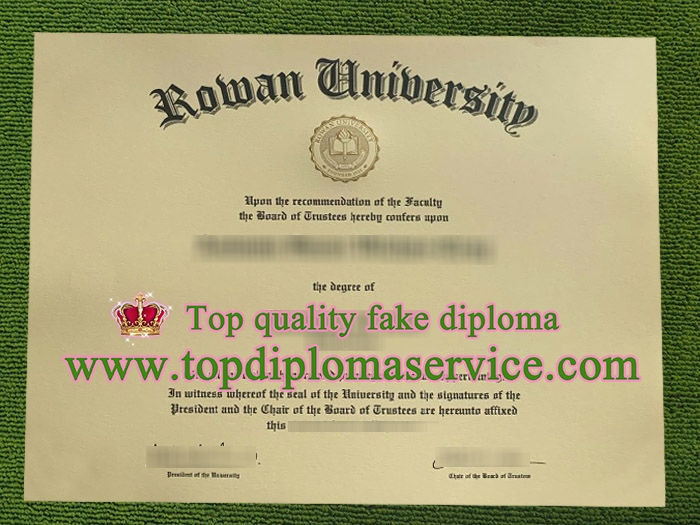 Rowan University
ROWAN UNIVERSITY
Upon the recommendation of the Faculty
the Board of Trustees hereby confers upon
the degree of
Top quality fake diploma
www.topdiplomaservice.com
In witness whereof the seal of the University and the signatures of the
President and the Chair of the Board of Trustees are hereunto affixed
this
President of the University
Chair of the Board of Trustees